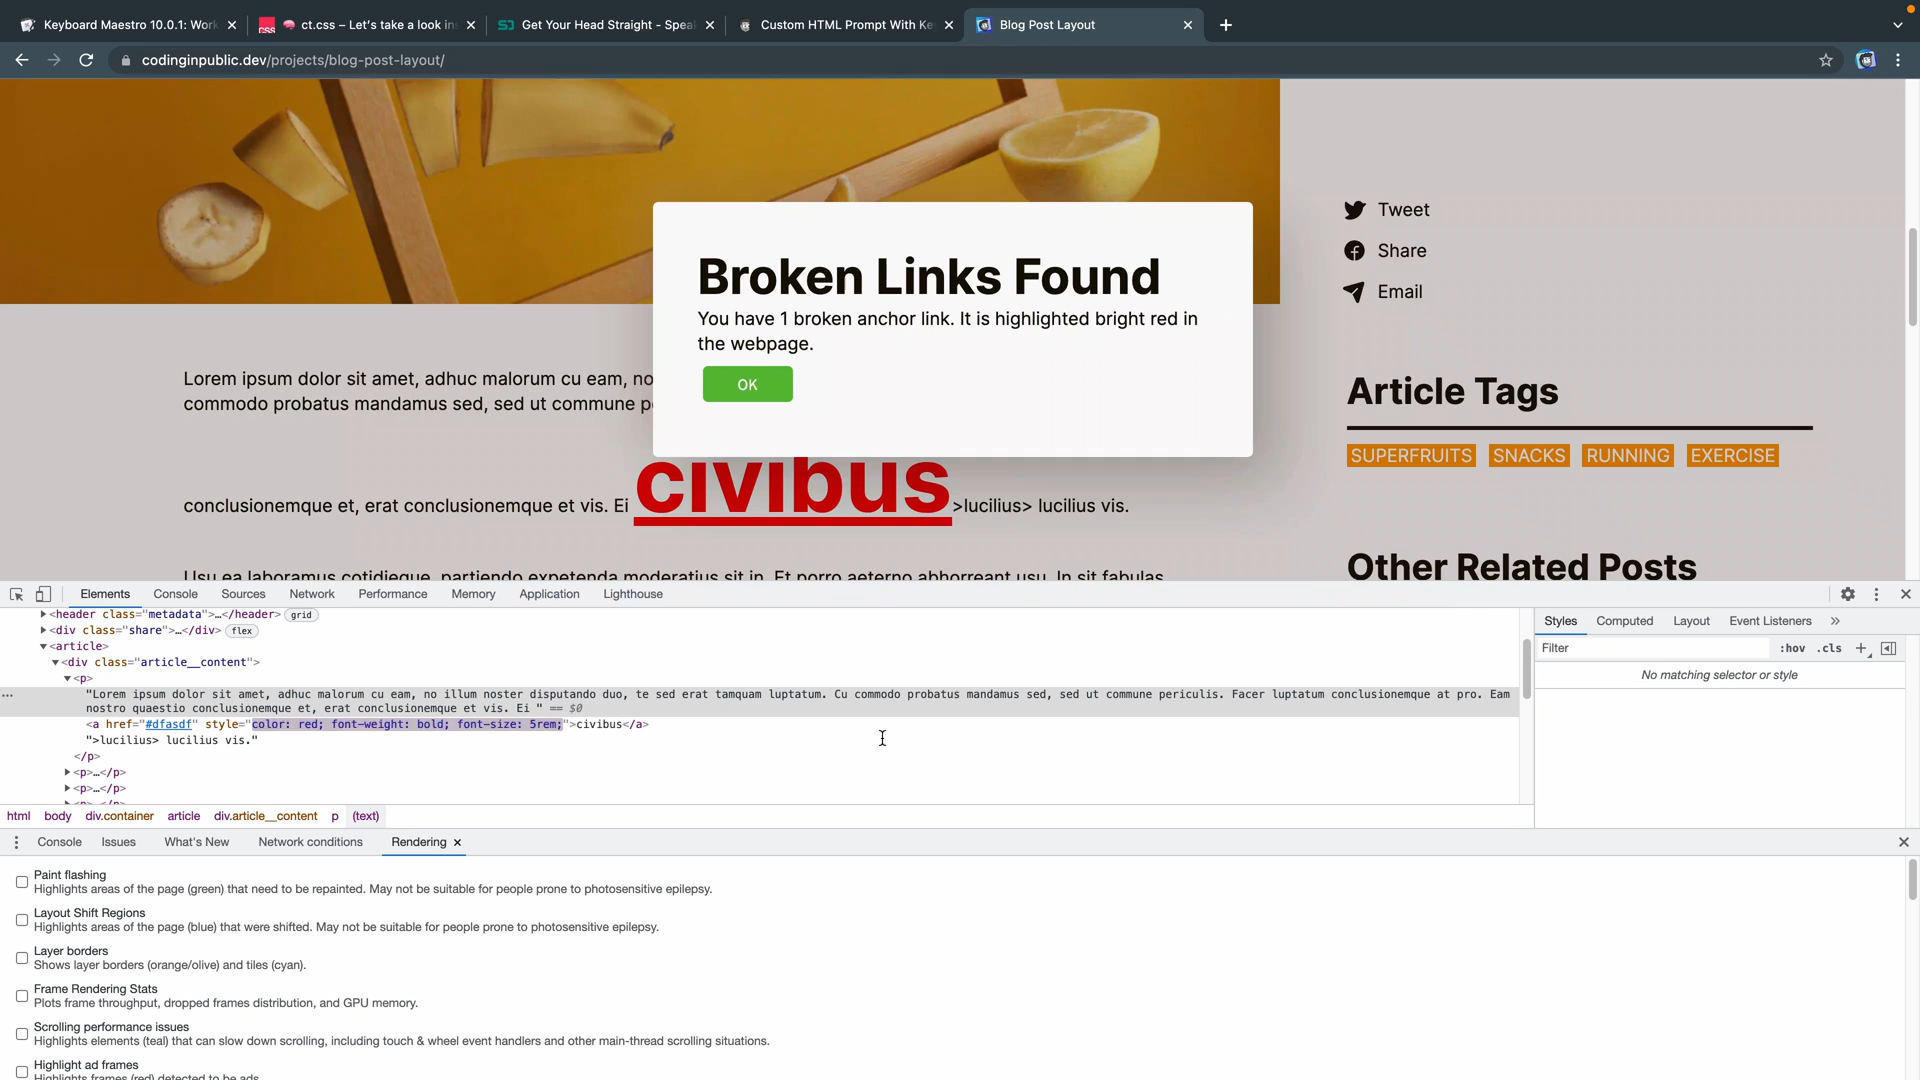 Keyboard Maestro 10.0.1: Work
🧠 ct.css – Let's take a look in
Get Your Head Straight - Spea
Custom HTML Prompt With Ke
Blog Post Layout
codinginpublic.dev/projects/blog-post-layout/
Broken Links Found
You have 1 broken anchor link. It is highlighted bright red in
the webpage.
OK
Lorem ipsum dolor sit amet, adhuc malorum cu eam, no
commodo probatus mandamus sed, sed ut commune p
conclusionemque et, erat conclusionemque et vis. Ei civibus>lucilius> lucilius vis.
Usu ea laboramus cotidieque, partiendo expetenda moderatius sit in. Et porro aeterno abhorreant usu. In sit fabulas
Tweet
Share
Email
Article Tags
SUPERFRUITS SNACKS RUNNING EXERCISE
Other Related Posts
Elements Console Sources Network Performance Memory Application Lighthouse
<header class="metadata">…</header> grid
<div class="share">…</div> flex
<article>
<div class="article__content">
<p>
"Lorem ipsum dolor sit amet, adhuc malorum cu eam, no illum noster disputando duo, te sed erat tamquam luptatum. Cu commodo probatus mandamus sed, sed ut commune periculis. Facer luptatum conclusionemque at pro. Eam
nostro quaestio conclusionemque et, erat conclusionemque et vis. Ei " == $0
<a href="#dfasdf" style="color: red; font-weight: bold; font-size: 5rem;">civibus</a>
">lucilius> lucilius vis."
</p>
<p>…</p>
<p>…</p>
html body div.container article div.article__content p (text)
Styles Computed Layout Event Listeners »
Filter :hov .cls +
No matching selector or style
Console Issues What's New Network conditions Rendering
Paint flashing
Highlights areas of the page (green) that need to be repainted. May not be suitable for people prone to photosensitive epilepsy.
Layout Shift Regions
Highlights areas of the page (blue) that were shifted. May not be suitable for people prone to photosensitive epilepsy.
Layer borders
Shows layer borders (orange/olive) and tiles (cyan).
Frame Rendering Stats
Plots frame throughput, dropped frames distribution, and GPU memory.
Scrolling performance issues
Highlights elements (teal) that can slow down scrolling, including touch & wheel event handlers and other main-thread scrolling situations.
Highlight ad frames
Highlights frames (red) detected to be ads.